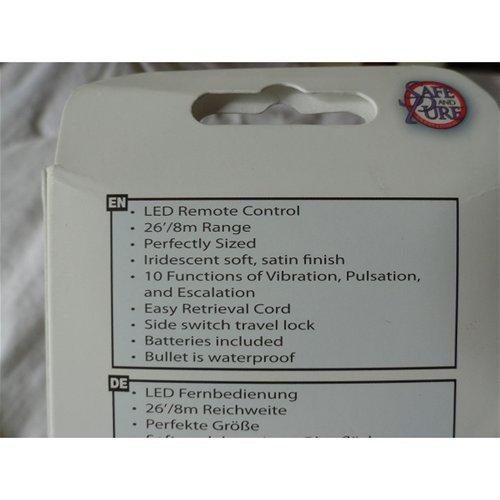 SAFE
AND
PURE
EN
• LED Remote Control
• 26'/8m Range
• Perfectly Sized
• Iridescent soft, satin finish
• 10 Functions of Vibration, Pulsation,
and Escalation
• Easy Retrieval Cord
• Side switch travel lock
• Batteries included
• Bullet is waterproof
DE
• LED Fernbedienung
• 26'/8m Reichweite
• Perfekte Größe